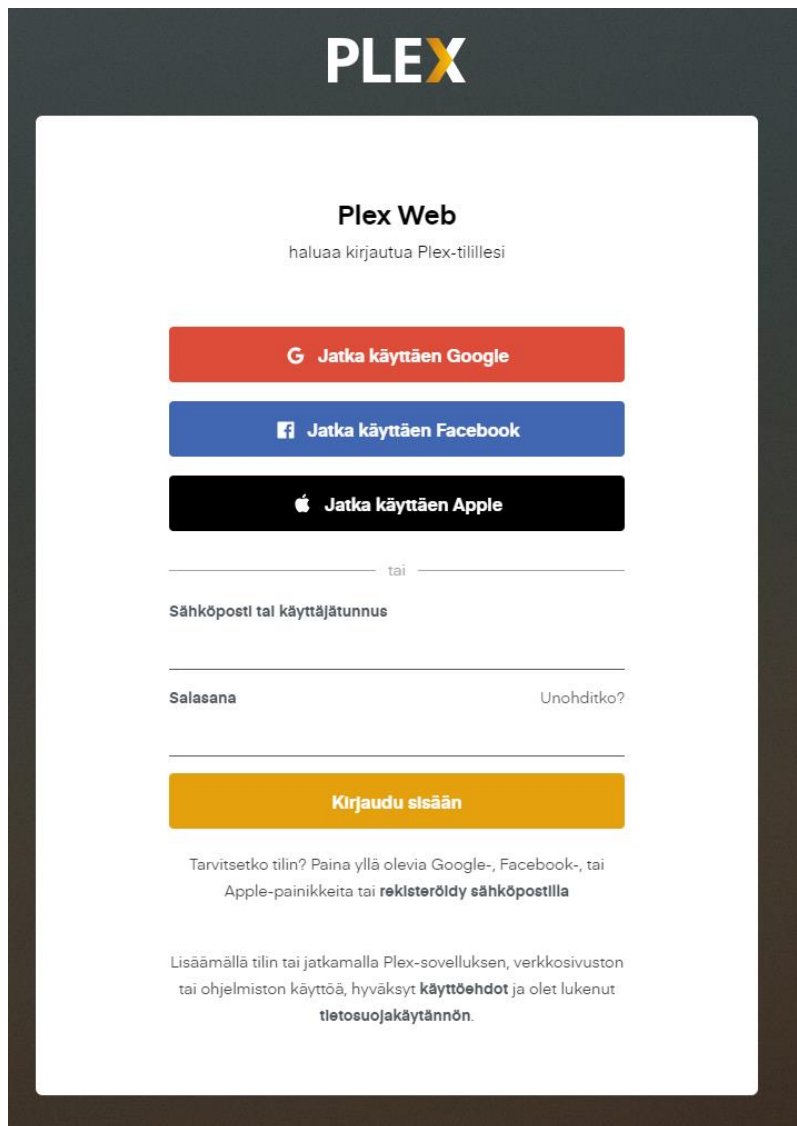 PLEX
Plex Web
haluaa kirjautua Plex-tilillesi
Jatka käyttäen Google
Jatka käyttäen Facebook
Jatka käyttäen Apple
tai
Sähköposti tai käyttäjätunnus
Salasana Unohditko?
Kirjaudu sisään
Tarvitsetko tilin? Paina yllä olevia Google-, Facebook-, tai
Apple-painikkeita tai rekisteröidy sähköpostilla
Lisäämällä tilin tai jatkamalla Plex-sovelluksen, verkkosivuston
tai ohjelmiston käyttöä, hyväksyt käyttöehdot ja olet lukenut
tietosuojakäytännön.